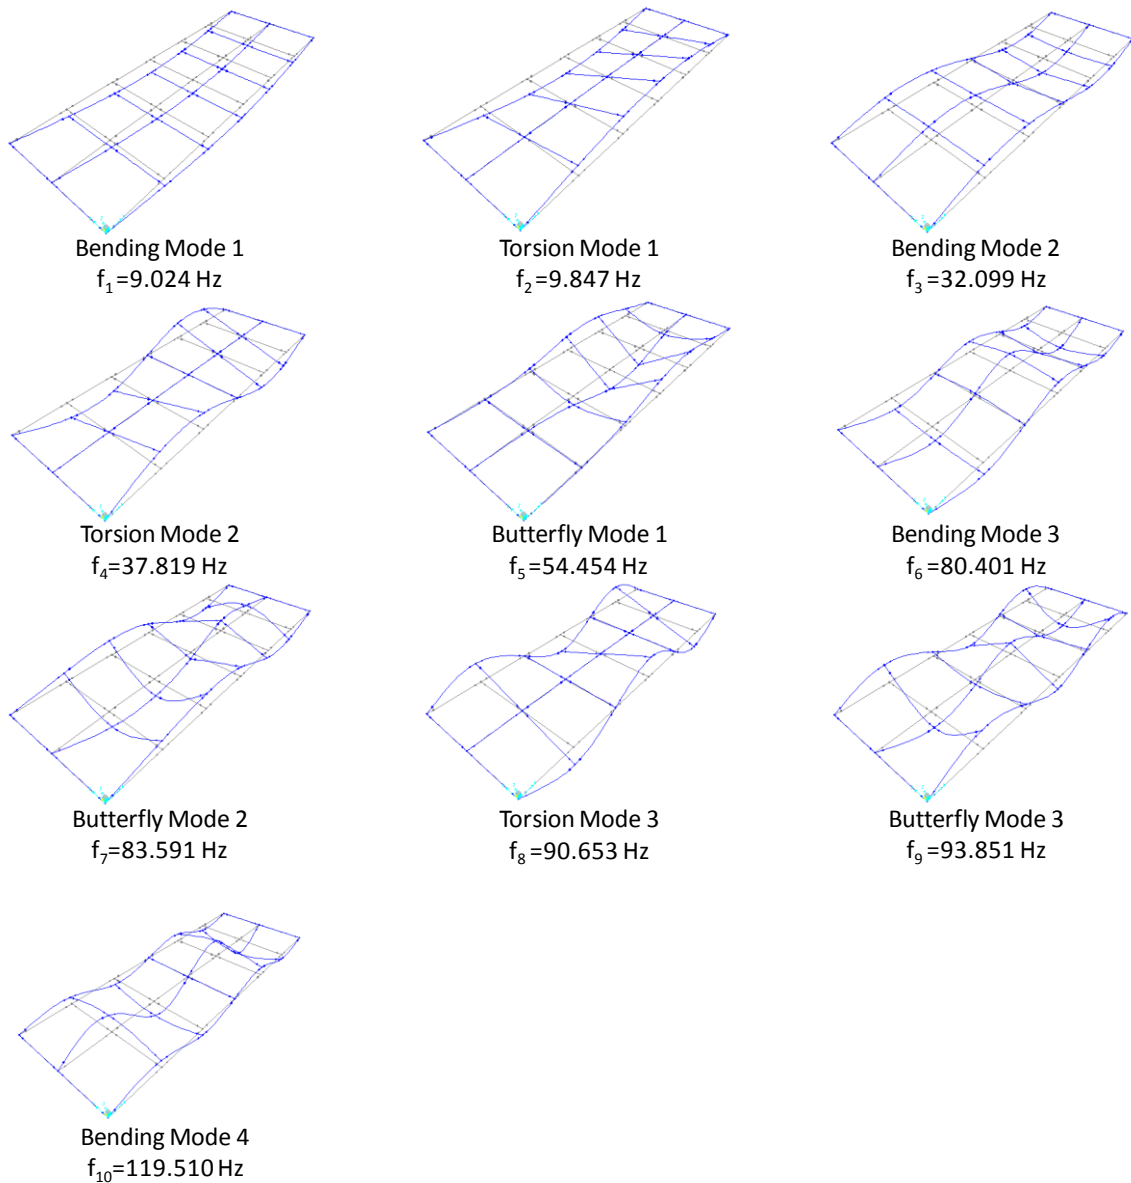 Bending Mode 1
f1=9.024 Hz
Torsion Mode 1
f2=9.847 Hz
Bending Mode 2
f3=32.099 Hz
Torsion Mode 2
f4=37.819 Hz
Butterfly Mode 1
f5=54.454 Hz
Bending Mode 3
f6=80.401 Hz
Butterfly Mode 2
f7=83.591 Hz
Torsion Mode 3
f8=90.653 Hz
Butterfly Mode 3
f9=93.851 Hz
Bending Mode 4
f10=119.510 Hz